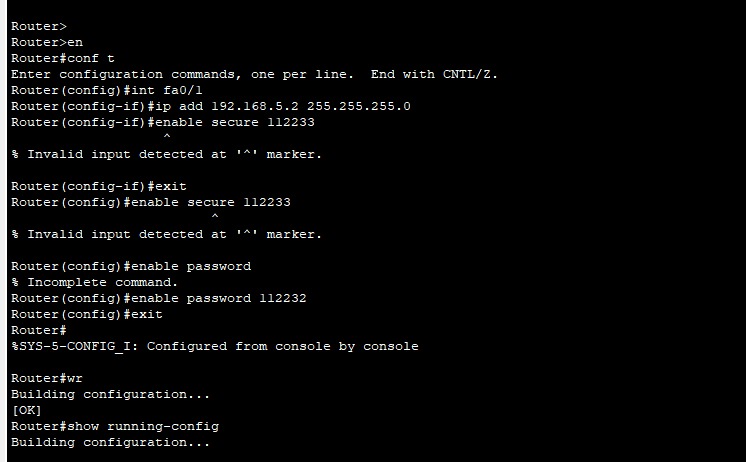 Router>
Router>en
Router#conf t
Enter configuration commands, one per line.  End with CNTL/Z.
Router(config)#int fa0/1
Router(config-if)#ip add 192.168.5.2 255.255.255.0
Router(config-if)#enable secure 112233
                   ^
% Invalid input detected at '^' marker.
Router(config-if)#exit
Router(config)#enable secure 112233
                         ^
% Invalid input detected at '^' marker.
Router(config)#enable password
% Incomplete command.
Router(config)#enable password 112232
Router(config)#exit
Router#
%SYS-5-CONFIG_I: Configured from console by console
Router#wr
Building configuration...
[OK]
Router#show running-config
Building configuration...